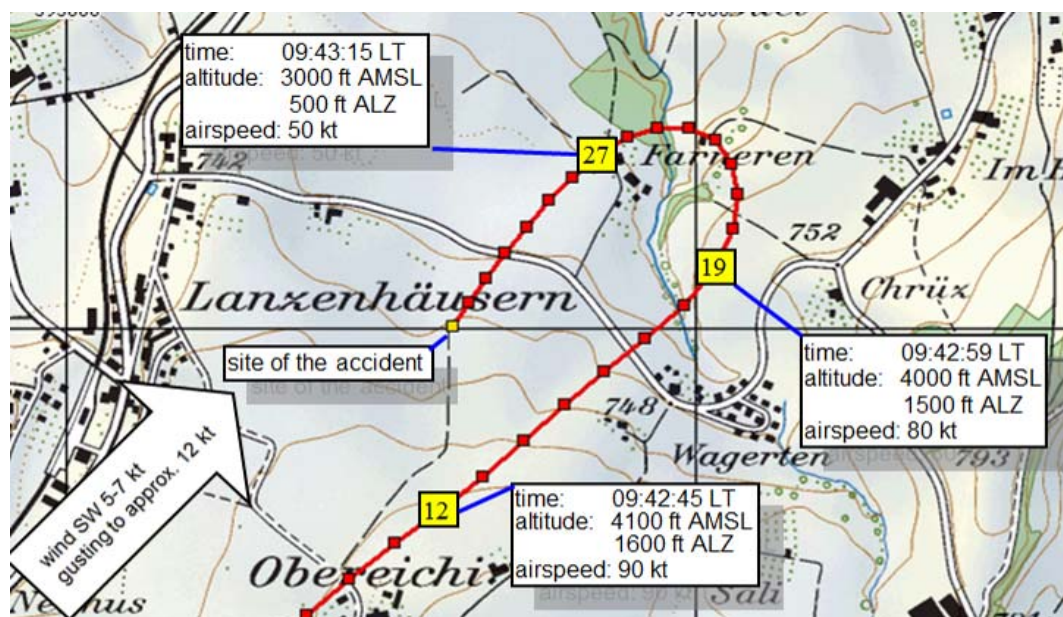 time: 09:43:15 LT
altitude: 3000 ft AMSL
500 ft ALZ
airspeed: 50 kt
742
27
Farneren
Im
752
19
Chrüz
Lanzenhäusern
site of the accident
time: 09:42:59 LT
altitude: 4000 ft AMSL
1500 ft ALZ
airspeed: 80 kt
748
Wagerten
793
wind SW 5-7 kt
gusting to approx. 12 kt
12
time: 09:42:45 LT
altitude: 4100 ft AMSL
1600 ft ALZ
airspeed: 90 kt
Obereichi
Sali